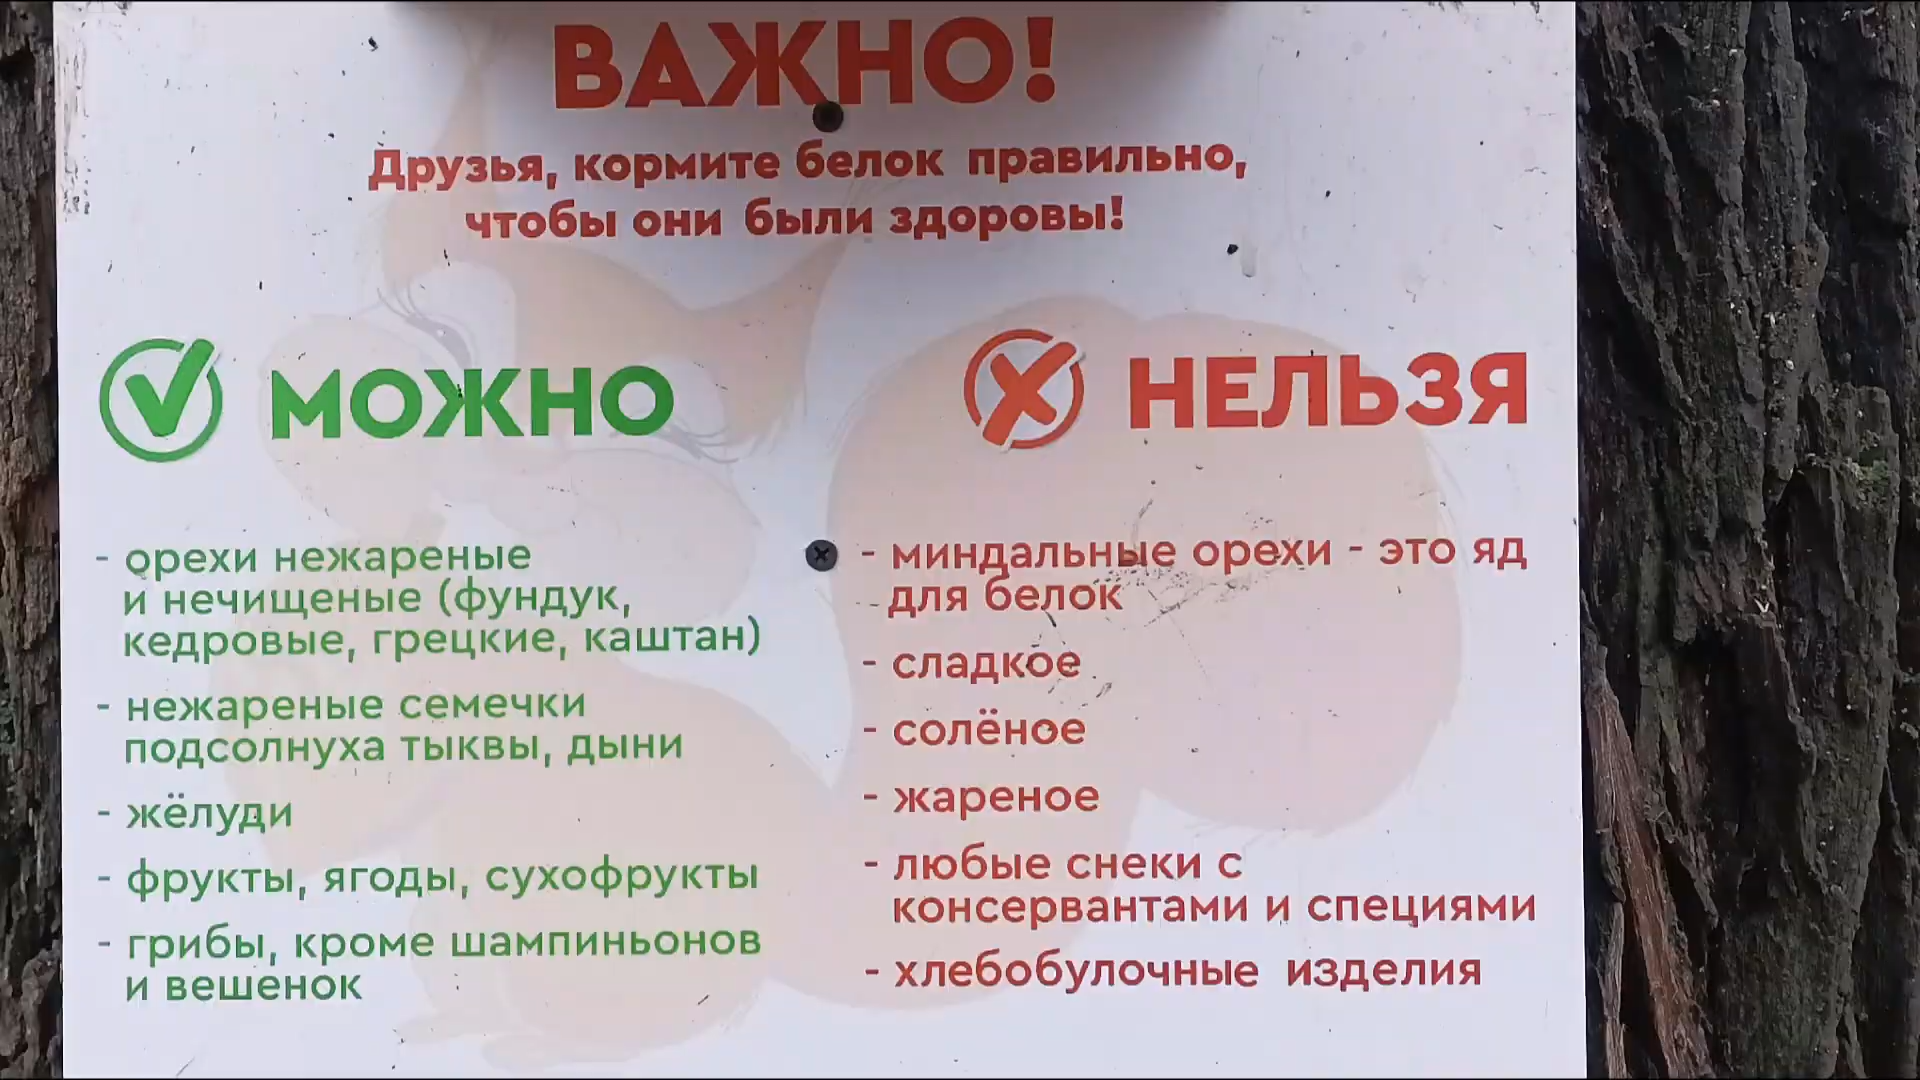 ВАЖНО!
Друзья, кормите белок правильно,
чтобы они были здоровы!
МОЖНО
- орехи нежареные
и нечищеные (фундук,
кедровые, грецкие, каштан)
- нежареные семечки
подсолнуха тыквы, дыни
- жёлуди
- фрукты, ягоды, сухофрукты
- грибы, кроме шампиньонов
и вешенок
НЕЛЬЗЯ
- миндальные орехи - это яд
для белок
- сладкое
- солёное
- жареное
- любые снеки с
консервантами и специями
- хлебобулочные изделия